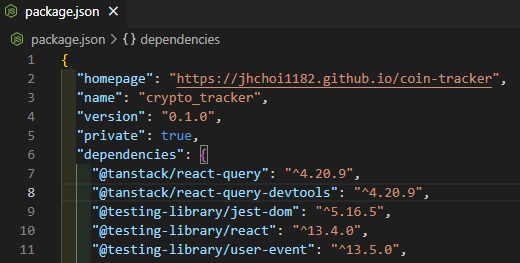 package.json ×
package.json > {} dependencies
1 {
2 "homepage": "https://jhchoi1182.github.io/coin-tracker",
3 "name": "crypto_tracker",
4 "version": "0.1.0",
5 "private": true,
6 "dependencies": {
7 "@tanstack/react-query": "^4.20.9",
8 "@tanstack/react-query-devtools": "^4.20.9",
9 "@testing-library/jest-dom": "^5.16.5",
10 "@testing-library/react": "^13.4.0",
11 "@testing-library/user-event": "^13.5.0",